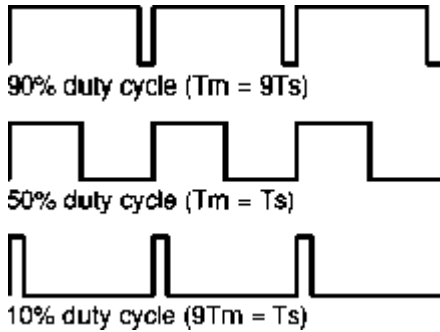 90% duty cycle (Tm = 9Ts)
50% duty cycle (Tm = Ts)
10% duty cycle (9Tm = Ts)